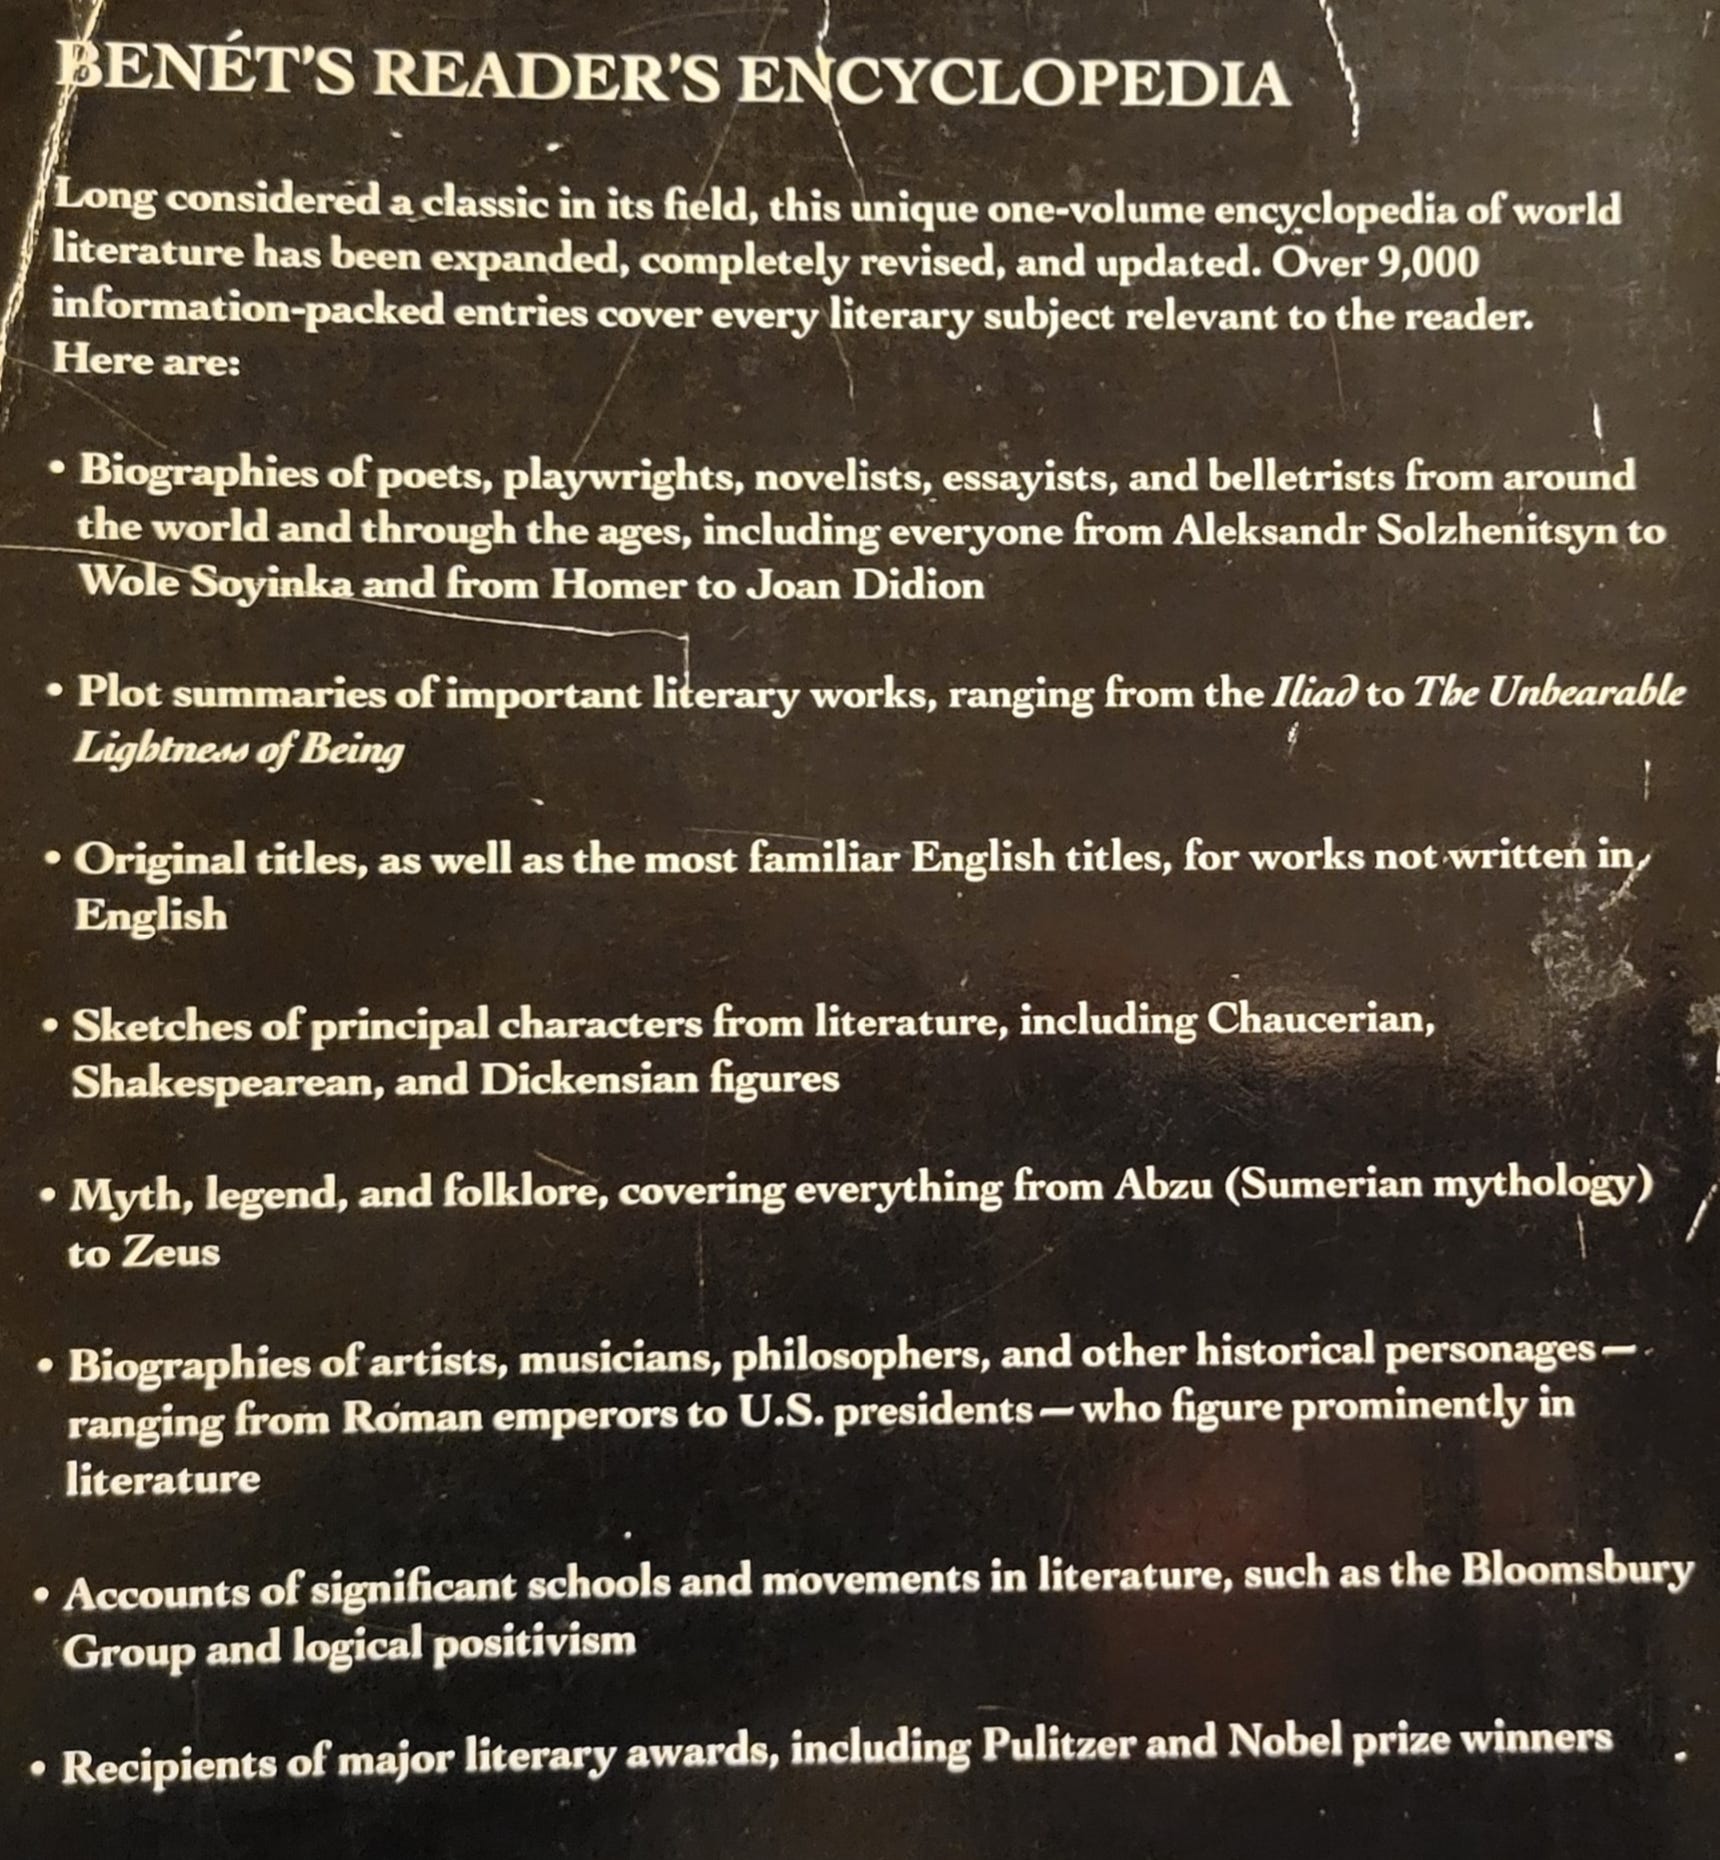 BENÉT'S READER'S ENCYCLOPEDIA
Long considered a classic in its field, this unique one-volume encyclopedia of world
literature has been expanded, completely revised, and updated. Over 9,000
information-packed entries cover every literary subject relevant to the reader.
Here are:
• Biographies of poets, playwrights, novelists, essayists, and belletrists from around
the world and through the ages, including everyone from Aleksandr Solzhenitsyn to
Wole Soyinka and from Homer to Joan Didion
• Plot summaries of important literary works, ranging from the Iliad to The Unbearable
Lightness of Being
• Original titles, as well as the most familiar English titles, for works not written in
English
• Sketches of principal characters from literature, including Chaucerian,
Shakespearean, and Dickensian figures
• Myth, legend, and folklore, covering everything from Abzu (Sumerian mythology)
to Zeus
• Biographies of artists, musicians, philosophers, and other historical personages—
ranging from Roman emperors to U.S. presidents—who figure prominently in
literature
• Accounts of significant schools and movements in literature, such as the Bloomsbury
Group and logical positivism
• Recipients of major literary awards, including Pulitzer and Nobel prize winners